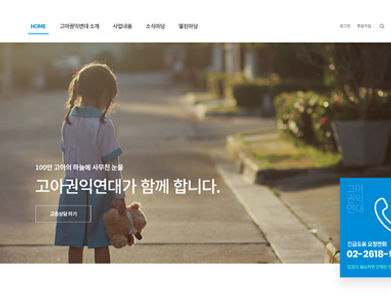 HOME 고아권익연대 소개 사업내용 소식마당 열린마당
로그인 회원가입
100만 고아의 하늘에 사무친 눈물
고아권익연대가 함께 합니다.
고충상담 하기
고아
권익
연대
긴급도움 요청전화
02-2618-